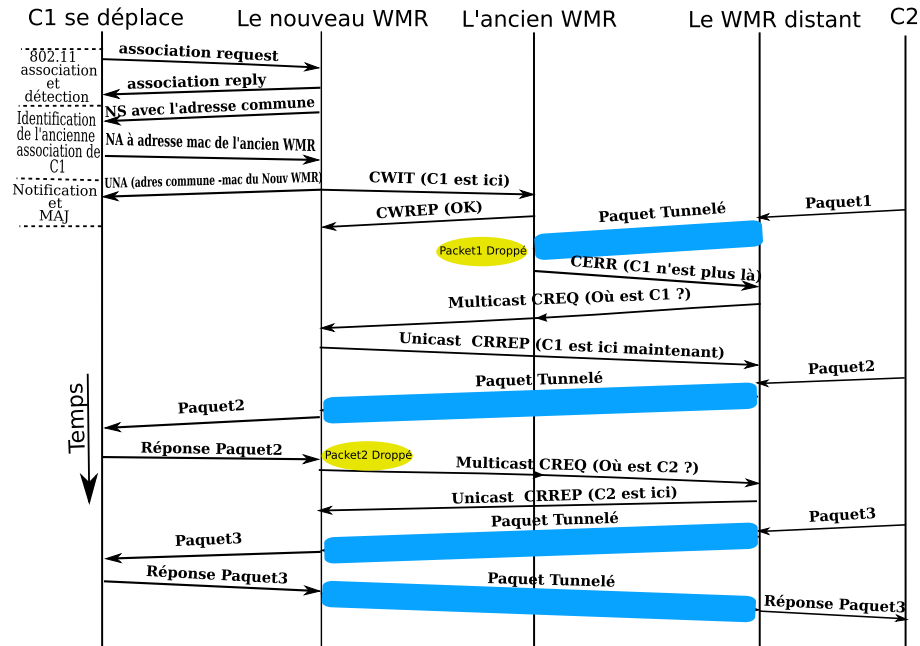 C1 se déplace
Le nouveau WMR
L'ancien WMR
Le WMR distant
C2
802.11
association
et
détection
association request
association reply
Identification
de l'ancienne
association de
C1
NS avec l'adresse commune
NA à adresse mac de l'ancien WMR
Notification
et
MAJ
UNA (adres commune -mac du Nouv WMR)
CWIT (C1 est ici)
CWREP (OK)
Paquet Tunnelé
Paquet1
Packet1 Droppé
CERR (C1 n'est plus là)
Multicast CREQ (Où est C1 ?)
Unicast CRREP (C1 est ici maintenant)
Paquet2
Paquet Tunnelé
Paquet2
Temps
Réponse Paquet2
Packet2 Droppé
Multicast CREQ (Où est C2 ?)
Unicast CRREP (C2 est ici)
Paquet3
Paquet Tunnelé
Paquet3
Réponse Paquet3
Paquet Tunnelé
Réponse Paquet3